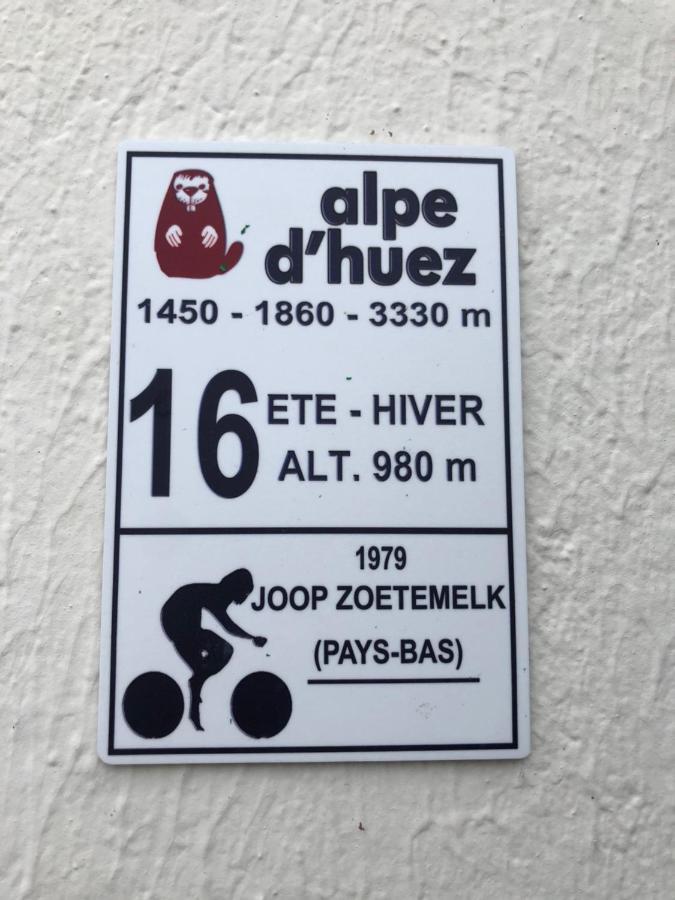 alpe
d'huez
1450 - 1860 - 3330 m
16 ETE - HIVER
ALT. 980 m
1979
JOOP ZOETEMELK
(PAYS-BAS)